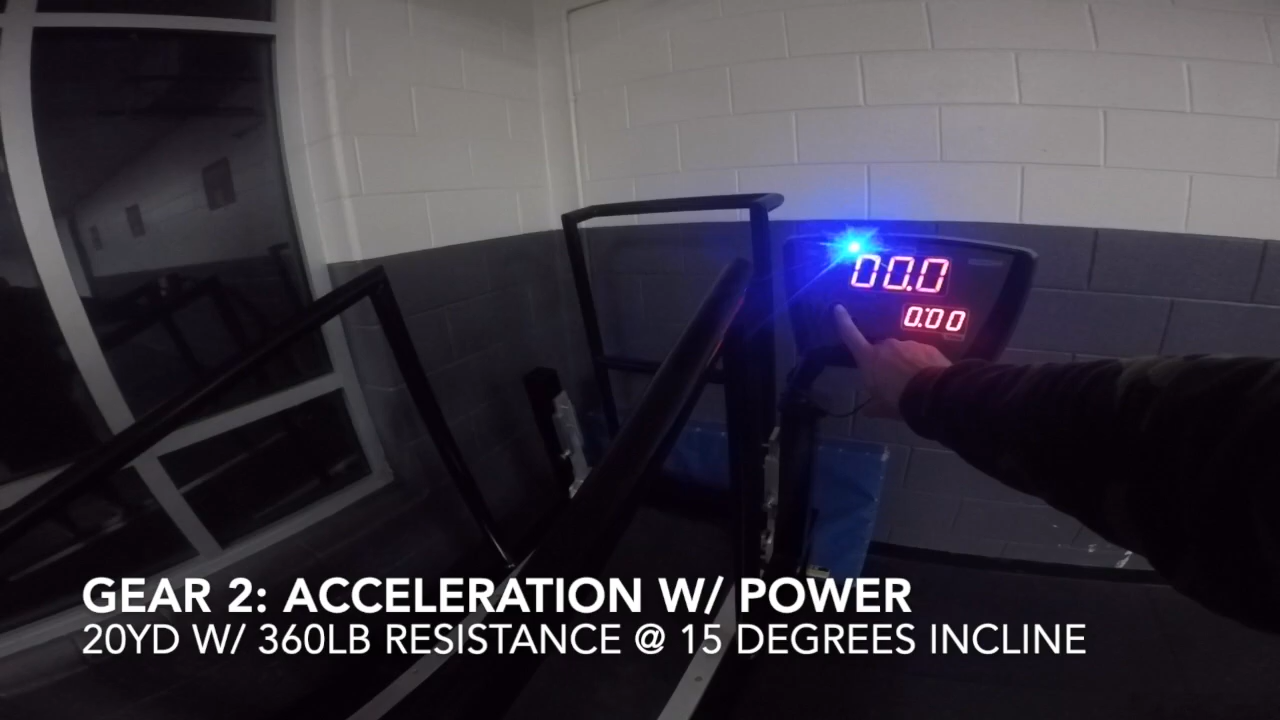 00.0
0.00
GEAR 2: ACCELERATION W/ POWER
20YD W/ 360LB RESISTANCE @ 15 DEGREES INCLINE